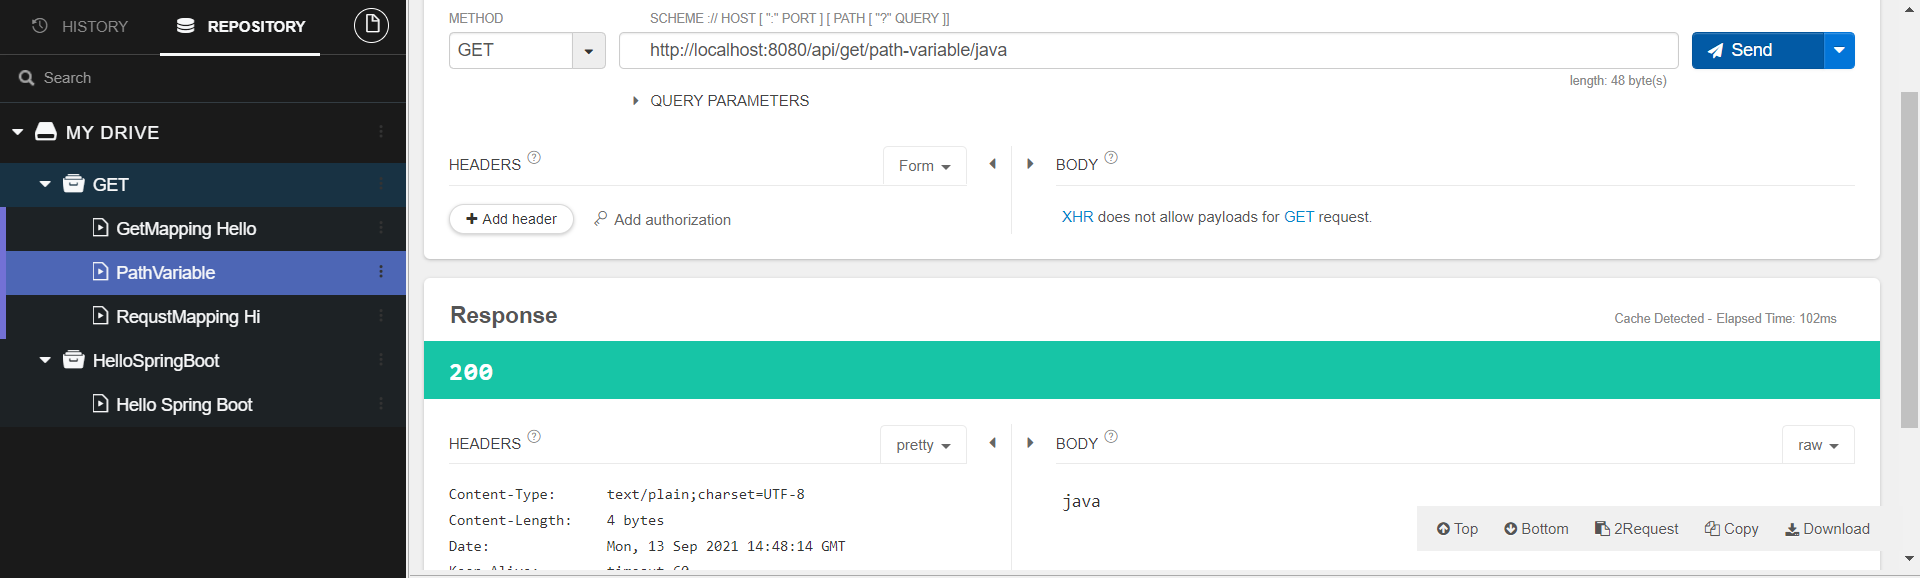 HISTORY
REPOSITORY
Search
MY DRIVE
GET
GetMapping Hello
PathVariable
RequstMapping Hi
HelloSpringBoot
Hello Spring Boot
METHOD
SCHEME :// HOST [ ":" PORT ] [ PATH [ "?" QUERY ]]
GET
http://localhost:8080/api/get/path-variable/java
Send
length: 48 byte(s)
QUERY PARAMETERS
HEADERS ?
Form
BODY ?
Add header
Add authorization
XHR does not allow payloads for GET request.
Response
Cache Detected - Elapsed Time: 102ms
200
HEADERS ?
pretty
BODY ?
raw
Content-Type: text/plain;charset=UTF-8
Content-Length: 4 bytes
Date: Mon, 13 Sep 2021 14:48:14 GMT
Keep-Alive: timeout=60
java
Top
Bottom
2Request
Copy
Download